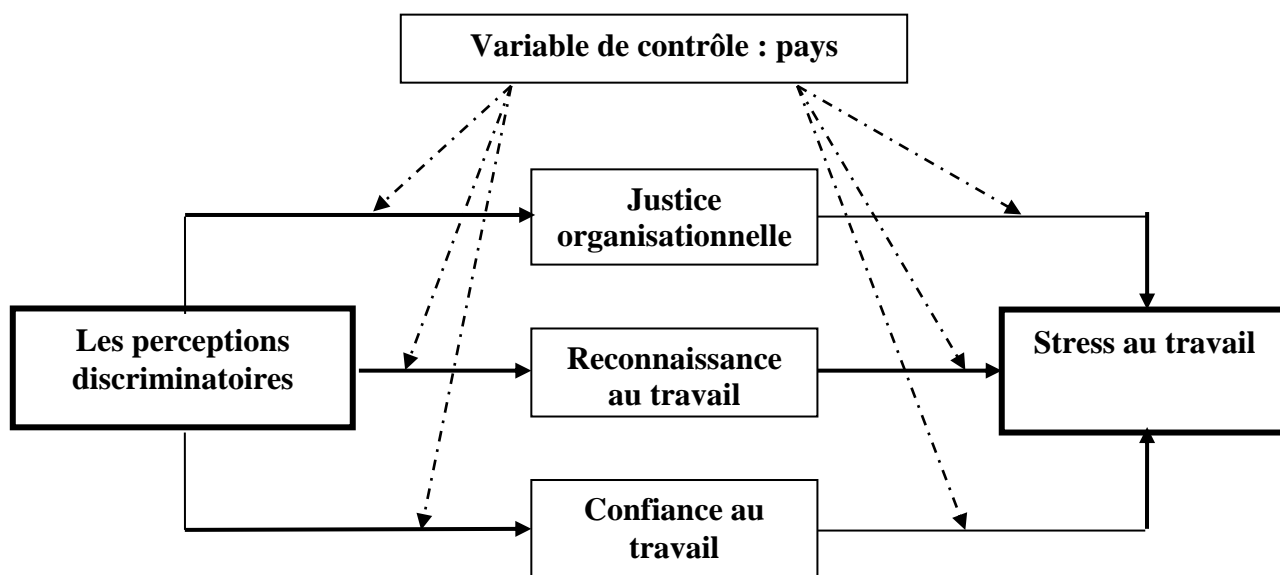 Variable de contrôle : pays
Justice
organisationnelle
Les perceptions
discriminatoires
Reconnaissance
au travail
Stress au travail
Confiance au
travail